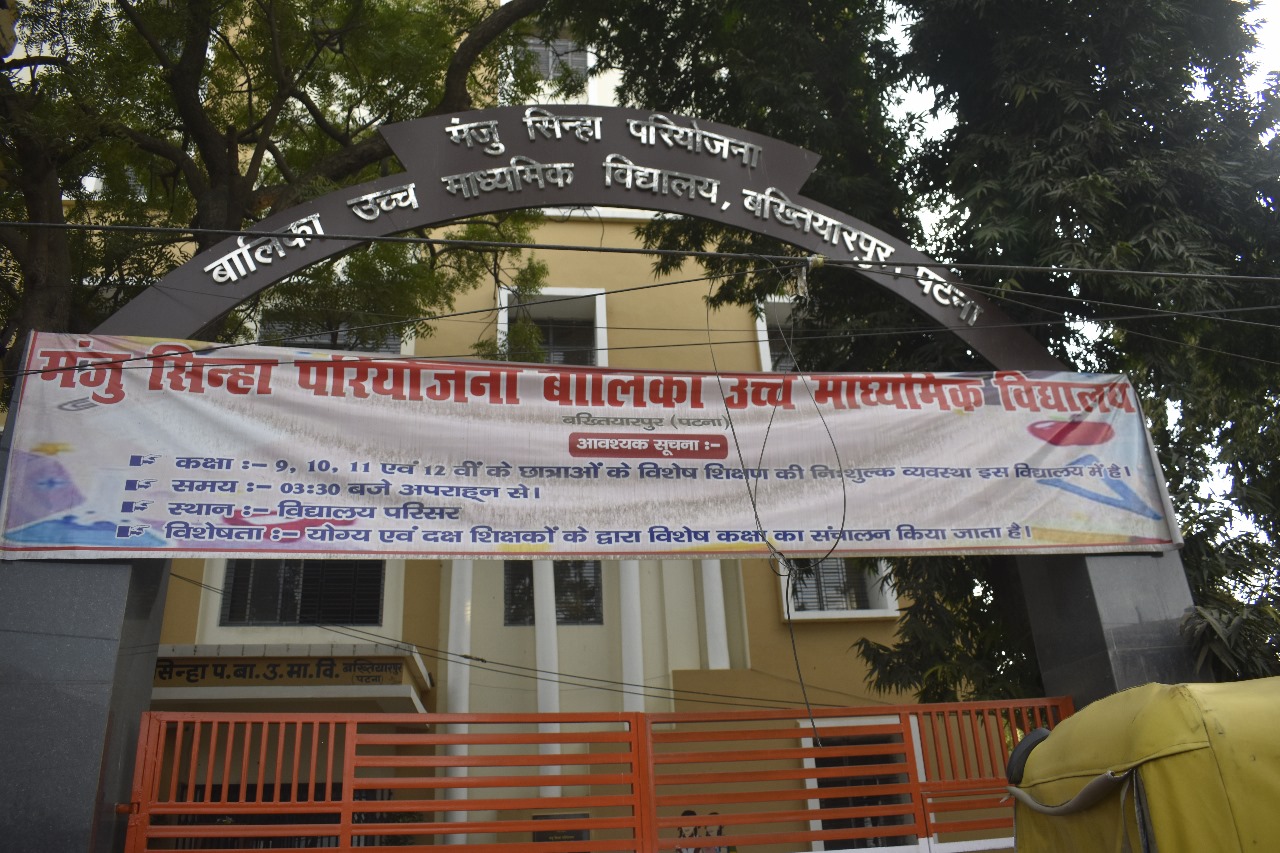 मंजु सिन्हा परियोजना
बालिका उच्च माध्यमिक विद्यालय, बख्तियारपुर, पटना
मंजु सिन्हा परियोजना बालिका उच्च माध्यमिक विद्यालय
बख्तियारपुर (पटना)
आवश्यक सूचना :-
कक्षा :- 9, 10, 11 एवं 12 वीं के छात्राओं के विशेष शिक्षण की निःशुल्क व्यवस्था इस विद्यालय में है।
समय :- 03:30 बजे अपराह्न से।
स्थान :- विद्यालय परिसर
विशेषता :- योग्य एवं दक्ष शिक्षकों के द्वारा विशेष कक्षा का संचालन किया जाता है।
सिन्हा प.बा.उ.मा.वि. बख्तियारपुर
(पटना)